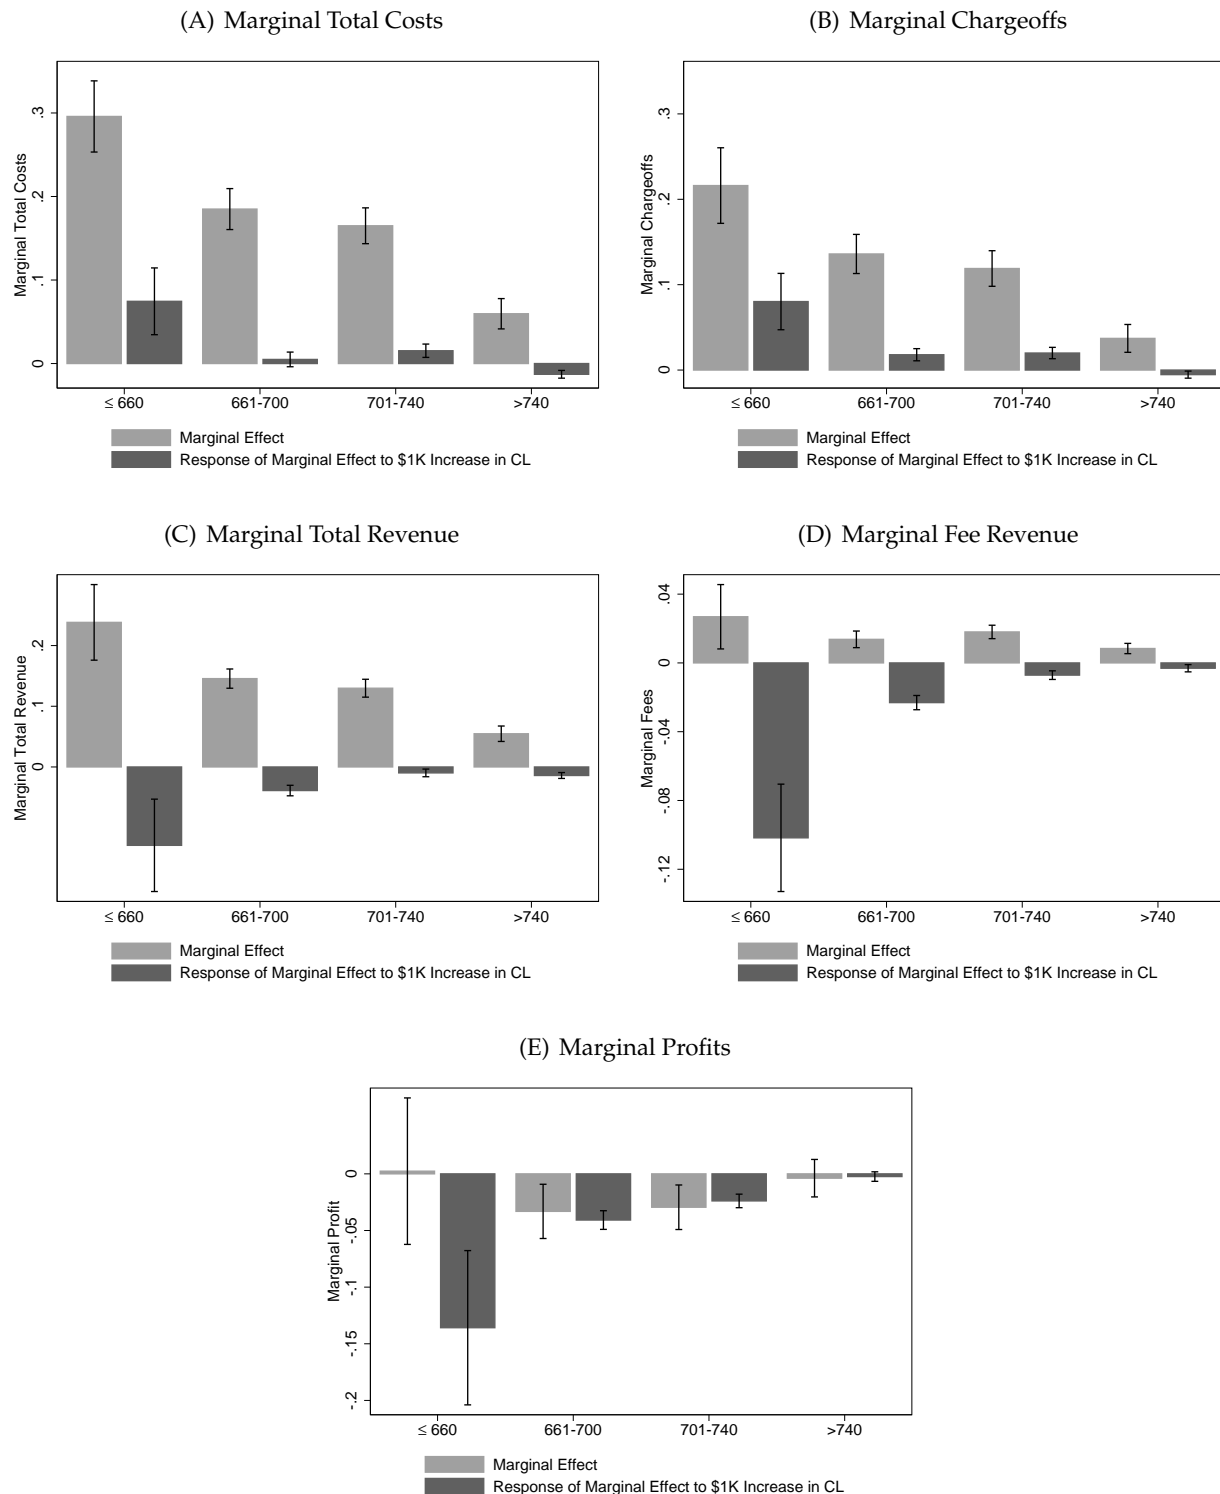 (A) Marginal Total Costs
Marginal Total Costs
.3
.2
.1
0
≤ 660
661-700
701-740
>740
Marginal Effect
Response of Marginal Effect to $1K Increase in CL
(B) Marginal Chargeoffs
Marginal Chargeoffs
.3
.2
.1
0
≤ 660
661-700
701-740
>740
Marginal Effect
Response of Marginal Effect to $1K Increase in CL
(C) Marginal Total Revenue
Marginal Total Revenue
.2
.1
0
≤ 660
661-700
701-740
>740
Marginal Effect
Response of Marginal Effect to $1K Increase in CL
(D) Marginal Fee Revenue
Marginal Fees
.04
0
-.04
-.08
-.12
≤ 660
661-700
701-740
>740
Marginal Effect
Response of Marginal Effect to $1K Increase in CL
(E) Marginal Profits
Marginal Profit
0
-.05
-.1
-.15
-.2
≤ 660
661-700
701-740
>740
Marginal Effect
Response of Marginal Effect to $1K Increase in CL